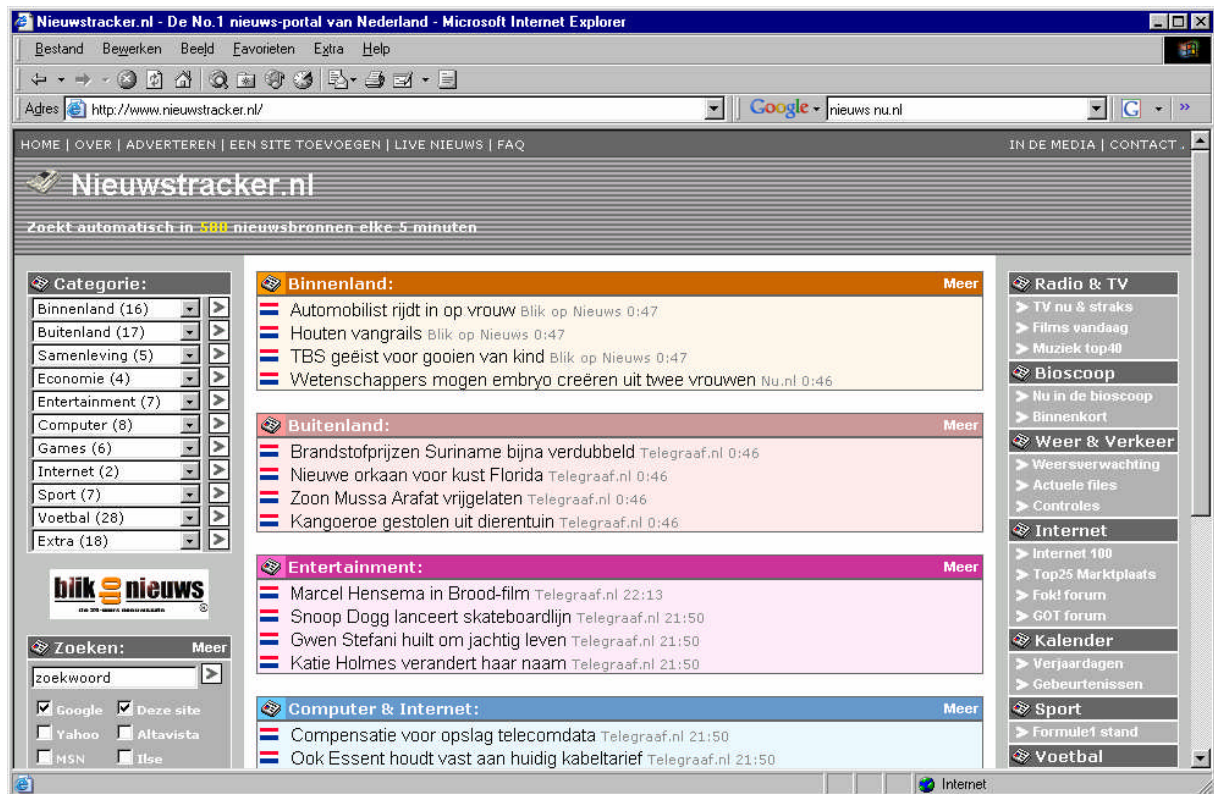 Nieuwstracker.nl - De No.1 nieuws-portal van Nederland - Microsoft Internet Explorer
Bestand Bewerken Beeld Favorieten Extra Help
Adres http://www.nieuwstracker.nl/ Google nieuws nu.nl G »
HOME | OVER | ADVERTEREN | EEN SITE TOEVOEGEN | LIVE NIEUWS | FAQ IN DE MEDIA | CONTACT
Nieuwstracker.nl
Zoekt automatisch in 500 nieuwsbronnen elke 5 minuten
Categorie:
Binnenland (16)
Buitenland (17)
Samenleving (5)
Economie (4)
Entertainment (7)
Computer (8)
Games (6)
Internet (2)
Sport (7)
Voetbal (28)
Extra (18)
blik op nieuws
Zoeken: Meer
zoekwoord
Google Deze site
Yahoo Altavista
MSN Ilse
Binnenland: Meer
Automobilist rijdt in op vrouw Blik op Nieuws 0:47
Houten vangrails Blik op Nieuws 0:47
TBS geëist voor gooien van kind Blik op Nieuws 0:47
Wetenschappers mogen embryo creëren uit twee vrouwen Nu.nl 0:46
Buitenland: Meer
Brandstofprijzen Suriname bijna verdubbeld Telegraaf.nl 0:46
Nieuwe orkaan voor kust Florida Telegraaf.nl 0:46
Zoon Mussa Arafat vrijgelaten Telegraaf.nl 0:46
Kangoeroe gestolen uit dierentuin Telegraaf.nl 0:46
Entertainment: Meer
Marcel Hensema in Brood-film Telegraaf.nl 22:13
Snoop Dogg lanceert skateboardlijn Telegraaf.nl 21:50
Gwen Stefani huilt om jachtig leven Telegraaf.nl 21:50
Katie Holmes verandert haar naam Telegraaf.nl 21:50
Computer & Internet: Meer
Compensatie voor opslag telecomdata Telegraaf.nl 21:50
Ook Essent houdt vast aan huidig kabeltarief Telegraaf.nl 21:50
Radio & TV
TV nu & straks
Films vandaag
Muziek top40
Bioscoop
Nu in de bioscoop
Binnenkort
Weer & Verkeer
Weersverwachting
Actuele files
Controles
Internet
Internet 100
Top25 Marktplaats
Fok! forum
GOT forum
Kalender
Verjaardagen
Gebeurtenissen
Sport
Formule1 stand
Voetbal
Internet